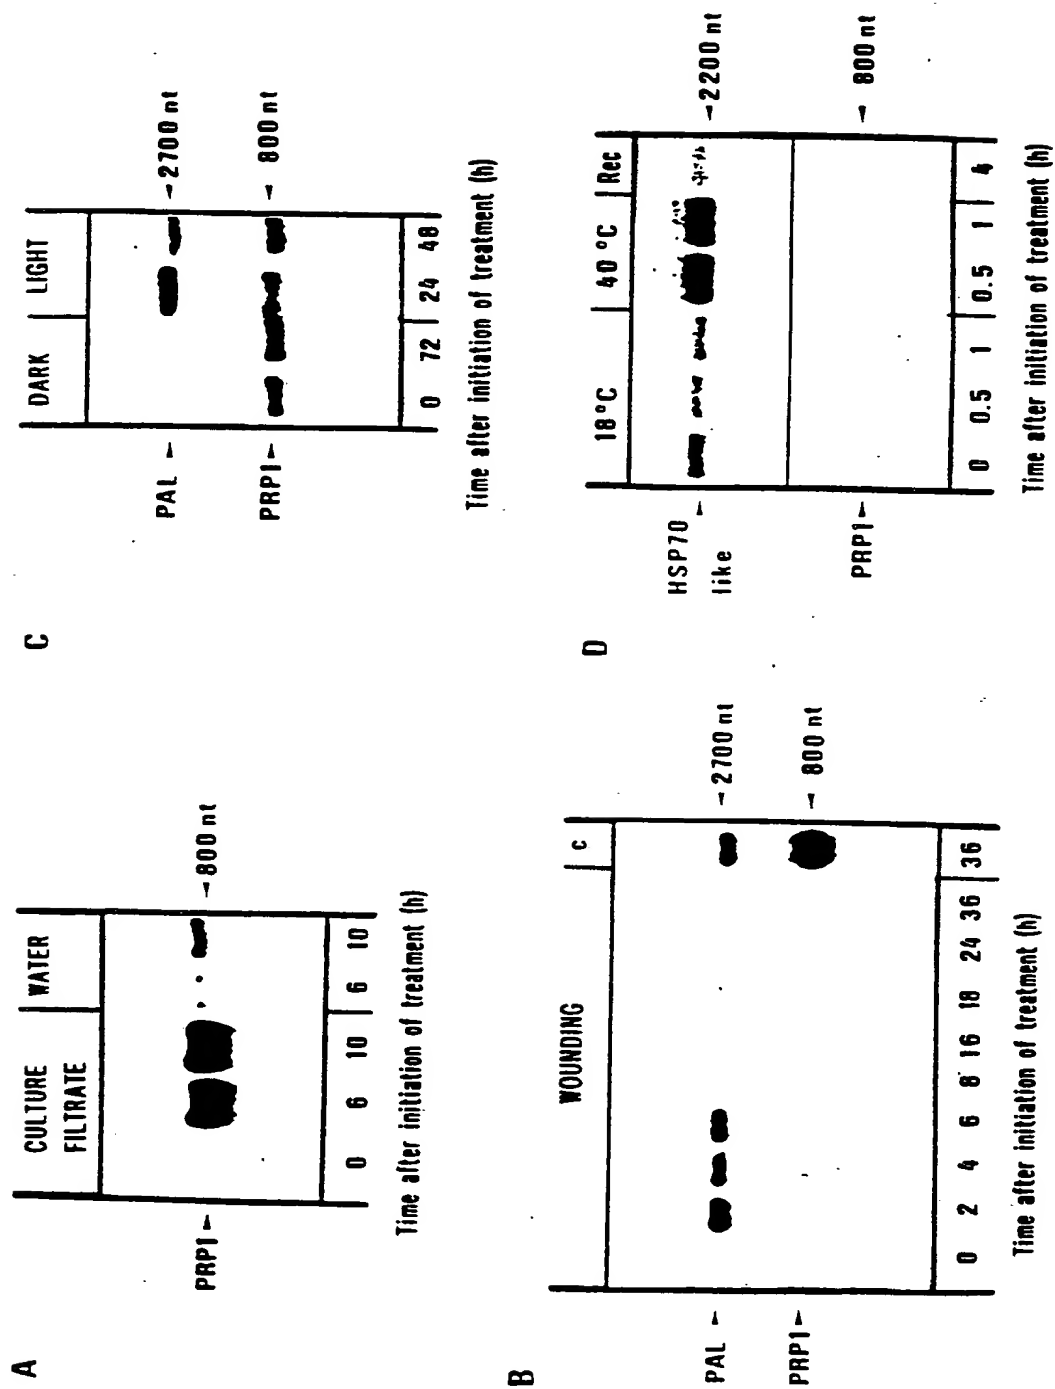 A
CULTURE FILTRATE | WATER
PRP1 ► ◄ 800 nt
0 6 10 | 6 10
Time after initiation of treatment (h)
B
WOUNDING | c
PAL ► ◄ 2700 nt
PRP1 ► ◄ 800 nt
0 2 4 6 8 16 18 24 36 | 36
Time after initiation of treatment (h)
C
DARK | LIGHT
PAL ► ◄ 2700 nt
PRP1 ► ◄ 800 nt
0 72 | 24 48
Time after initiation of treatment (h)
D
18°C | 40 °C | Rec
HSP70 ► ◄ 2200 nt
like
PRP1 ► ◄ 800 nt
0 0.5 1 | 0.5 1 | 4
Time after initiation of treatment (h)